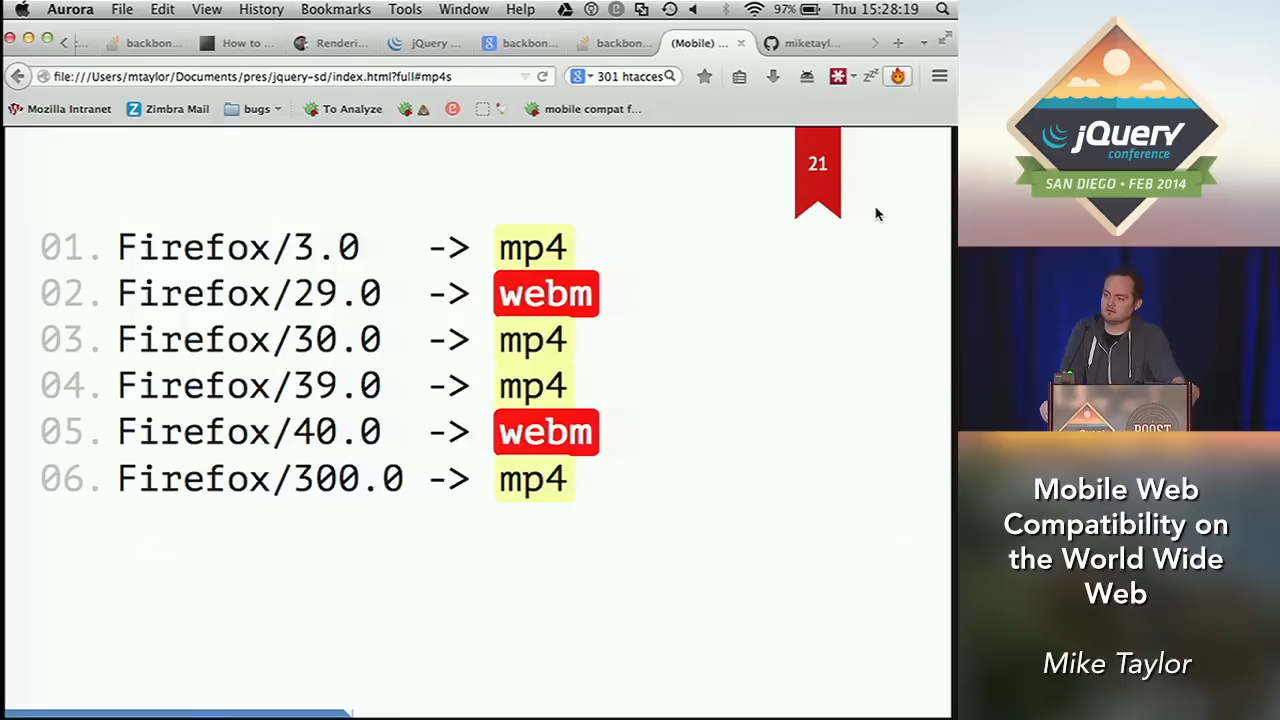 Aurora File Edit View History Bookmarks Tools Window Help 97% Thu 15:28:19
backbon... How to ... Renderi... jQuery ... backbon... backbon... (Mobile) ... miketayl...
file:///Users/mtaylor/Documents/pres/jquery-sd/index.html?full#mp4s 301 htacces
Mozilla Intranet Zimbra Mail bugs To Analyze mobile compat f...
21
01. Firefox/3.0 -> mp4
02. Firefox/29.0 -> webm
03. Firefox/30.0 -> mp4
04. Firefox/39.0 -> mp4
05. Firefox/40.0 -> webm
06. Firefox/300.0 -> mp4
jQuery
conference
SAN DIEGO • FEB 2014
BOOST
Mobile Web
Compatibility on
the World Wide
Web
Mike Taylor